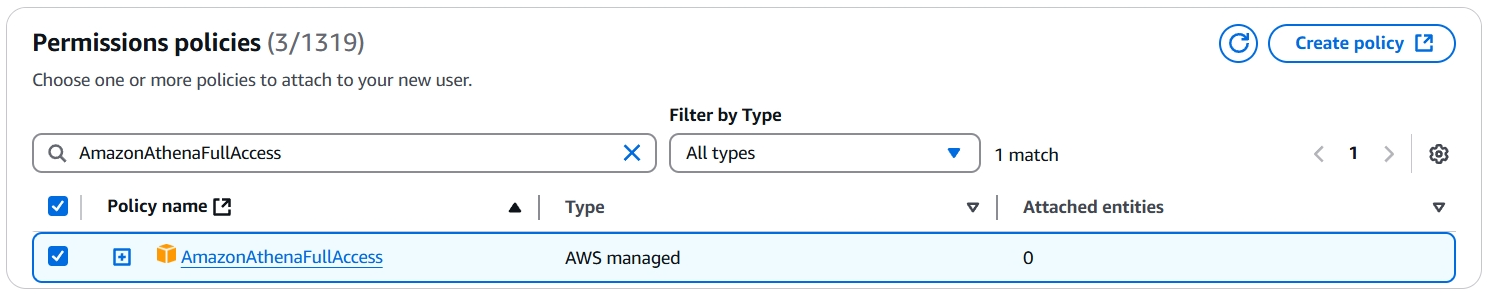 Permissions policies (3/1319)
Create policy
Choose one or more policies to attach to your new user.
Filter by Type
AmazonAthenaFullAccess
All types
1 match
1
Policy name
Type
Attached entities
AmazonAthenaFullAccess
AWS managed
0